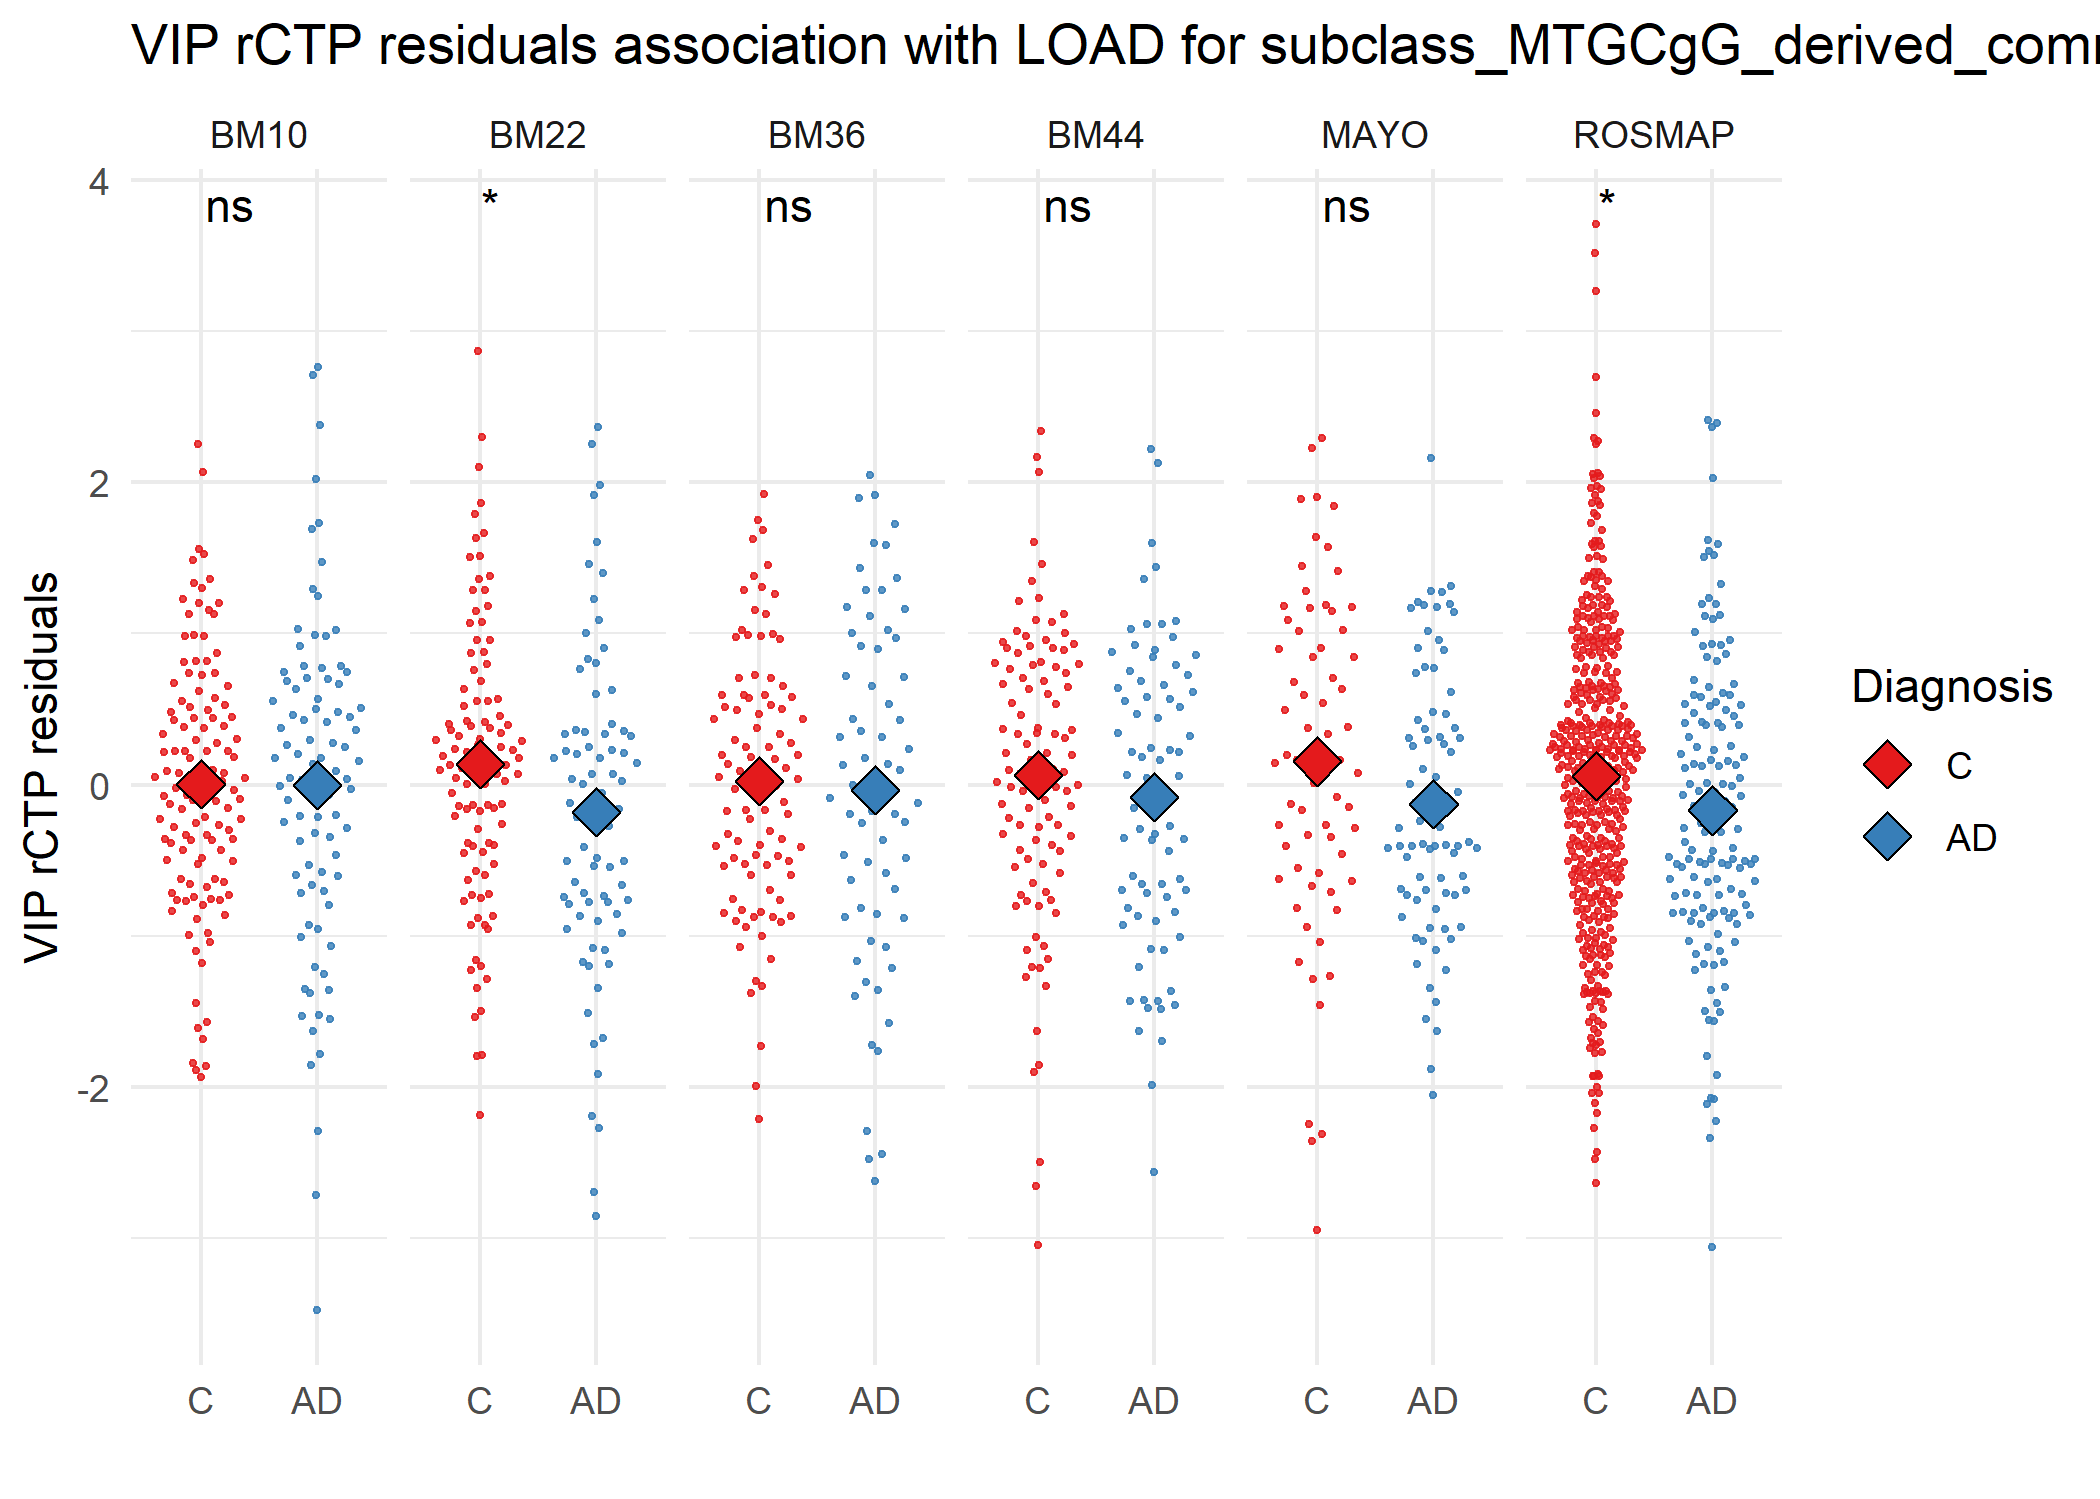 VIP rCTP residuals association with LOAD for subclass_MTGCgG_derived_com
BM10 BM22 BM36 BM44 MAYO ROSMAP
ns * ns ns ns *
4
2
0
-2
VIP rCTP residuals
C AD C AD C AD C AD C AD C AD
Diagnosis
C
AD